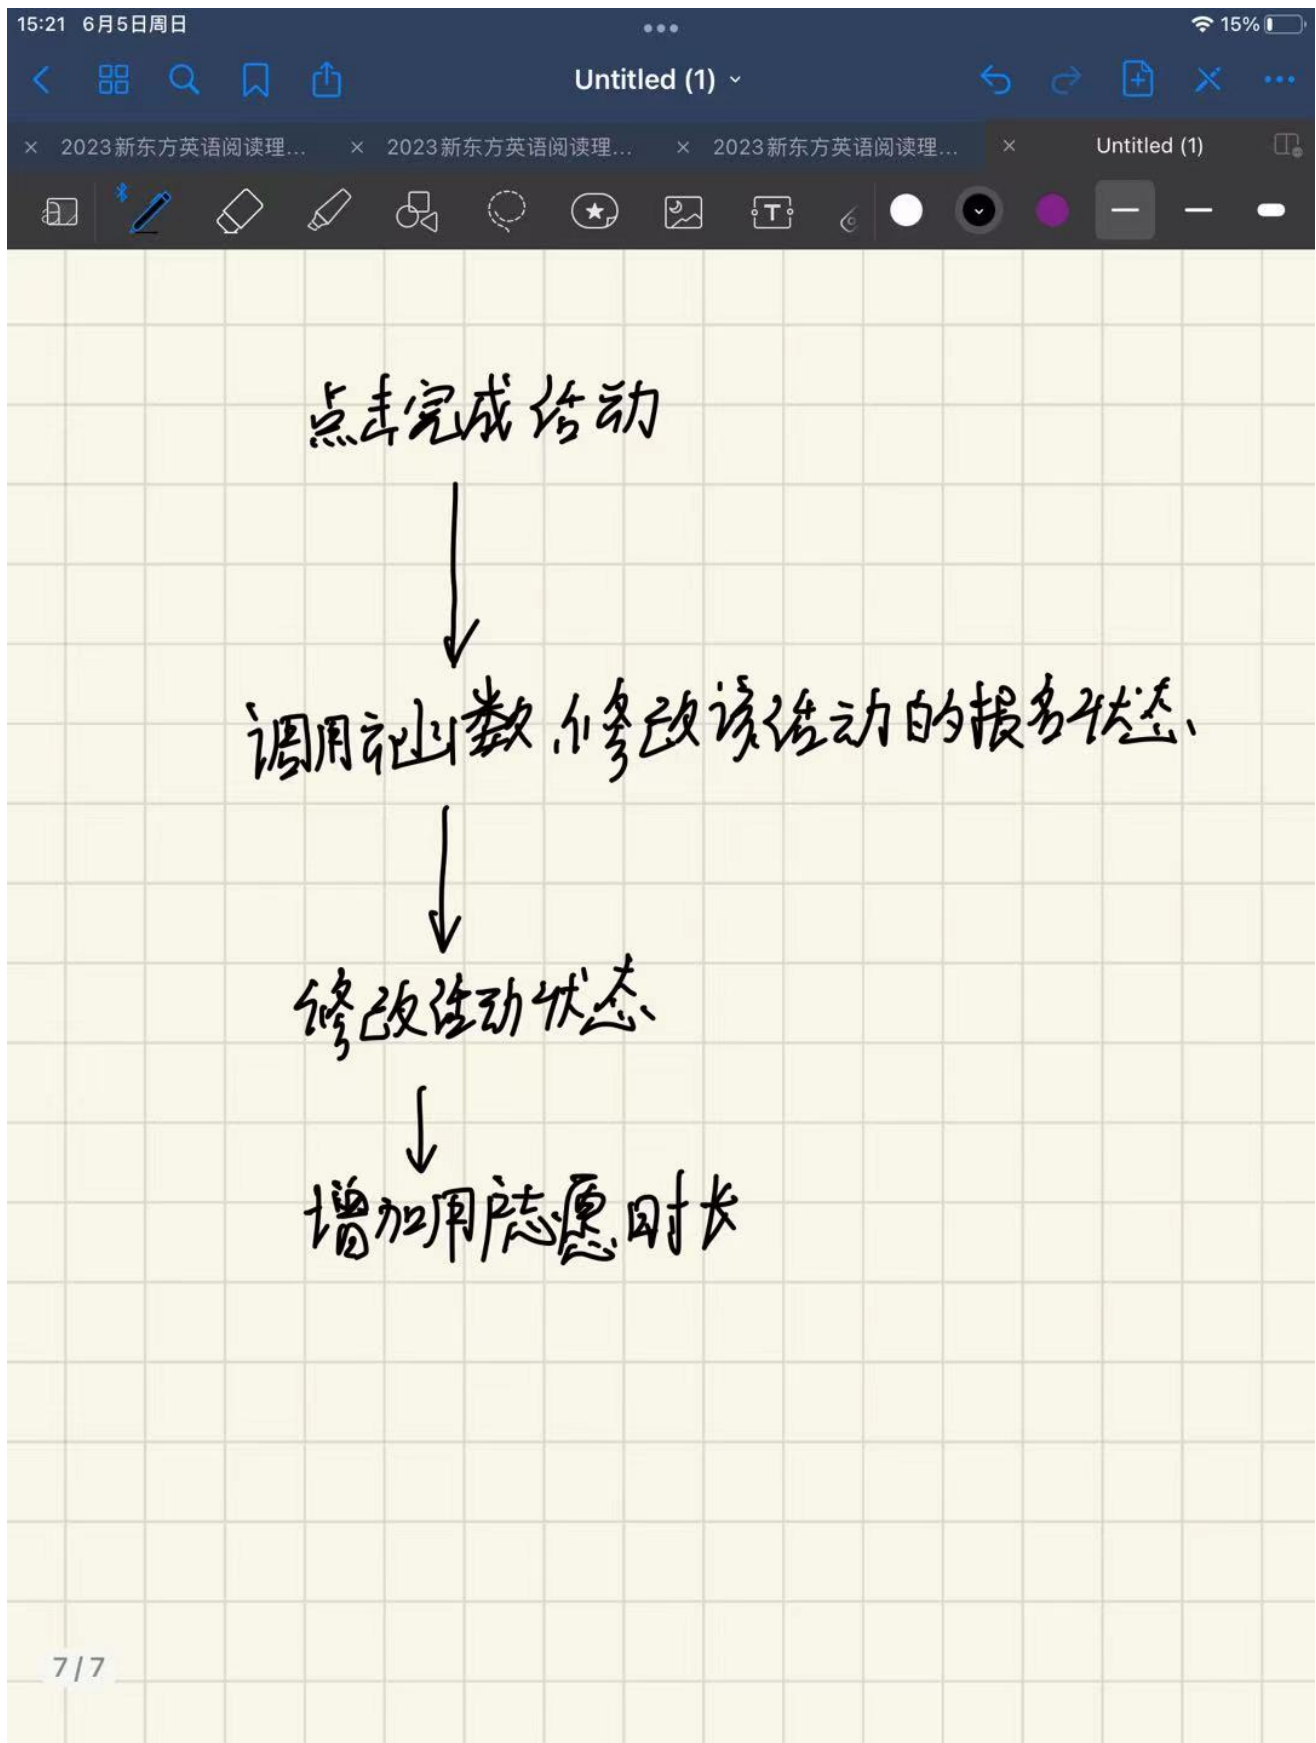 15:21 6月5日周日
15%
Untitled (1)
2023新东方英语阅读理...
2023新东方英语阅读理...
2023新东方英语阅读理...
Untitled (1)
点击完成活动
调用云函数,修改该活动的报名状态
修改活动状态
增加用户志愿时长
7/7